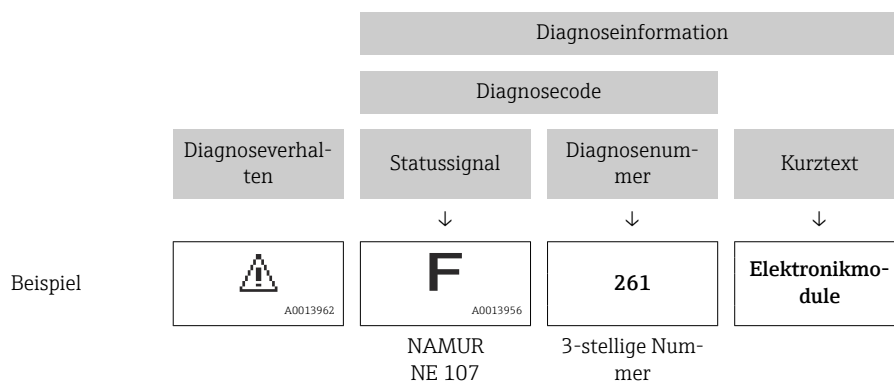 Diagnoseinformation
Diagnosecode
Diagnoseverhal-
ten
Statussignal
Diagnosenum-
mer
Kurztext
↓
↓
↓
Beispiel
A0013962
F
A0013956
261
Elektronikmo-
dule
NAMUR
NE 107
3-stellige Num-
mer